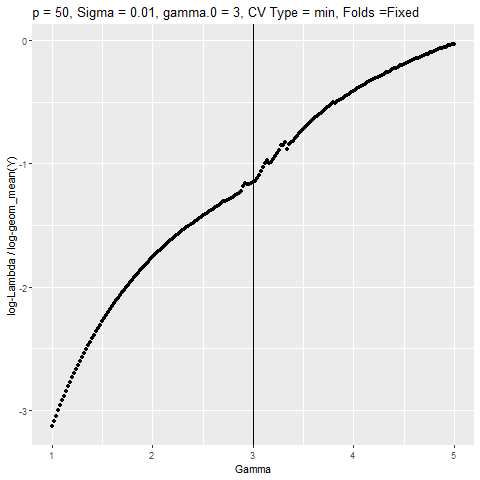 p = 50, Sigma = 0.01, gamma.0 = 3, CV Type = min, Folds =Fixed
log-Lambda / log-geom_mean(Y)
0
-1
-2
-3
1 2 3 4 5
Gamma